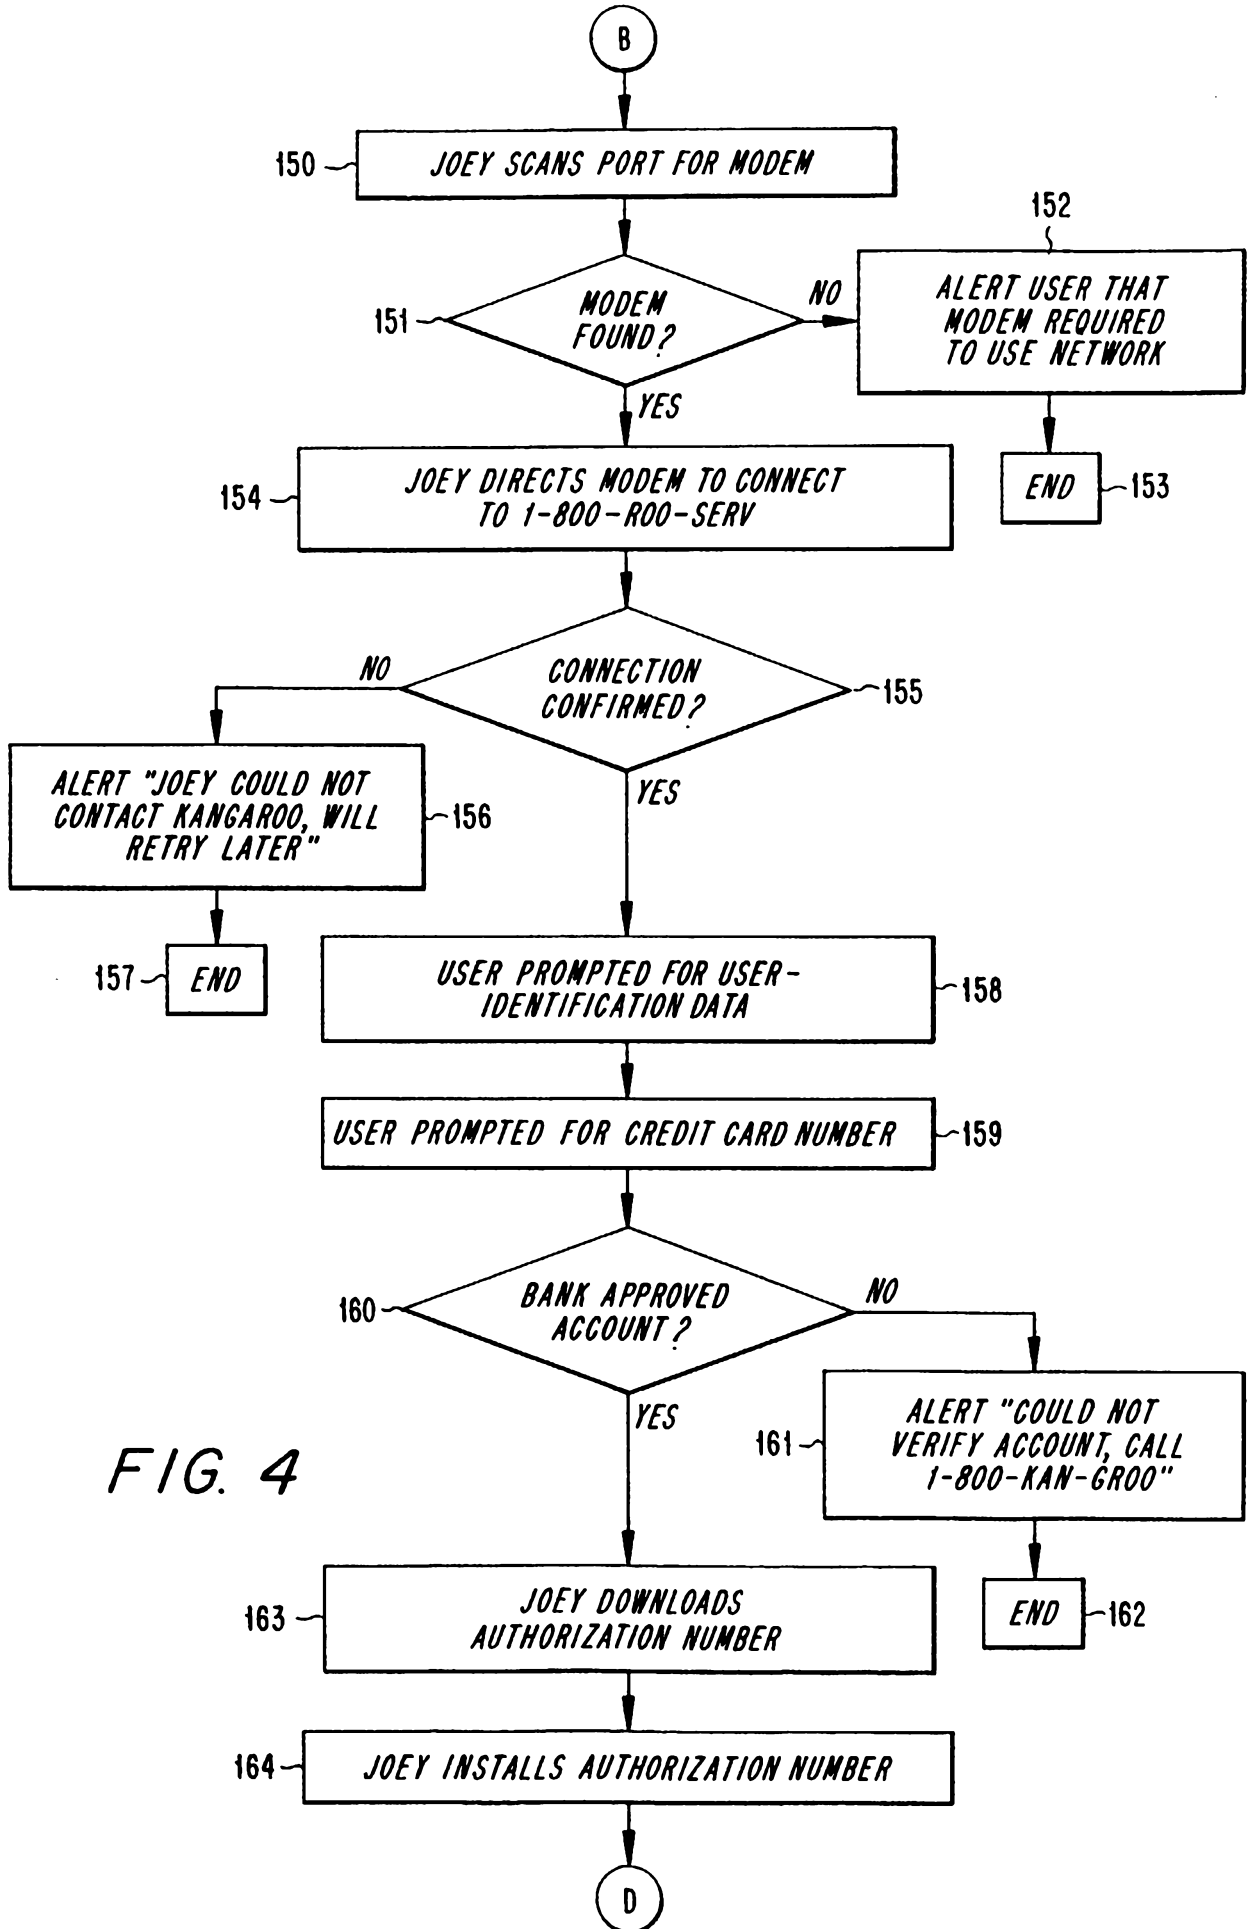 B
150
JOEY SCANS PORT FOR MODEM
152
151
MODEM
FOUND?
NO
ALERT USER THAT
MODEM REQUIRED
TO USE NETWORK
YES
END
153
154
JOEY DIRECTS MODEM TO CONNECT
TO 1-800-ROO-SERV
NO
CONNECTION
CONFIRMED?
155
YES
ALERT "JOEY COULD NOT
CONTACT KANGAROO, WILL
RETRY LATER"
156
157
END
USER PROMPTED FOR USER-
IDENTIFICATION DATA
158
USER PROMPTED FOR CREDIT CARD NUMBER
159
160
BANK APPROVED
ACCOUNT?
NO
YES
161
ALERT "COULD NOT
VERIFY ACCOUNT, CALL
1-800-KAN-GROO"
FIG. 4
END
162
163
JOEY DOWNLOADS
AUTHORIZATION NUMBER
164
JOEY INSTALLS AUTHORIZATION NUMBER
D